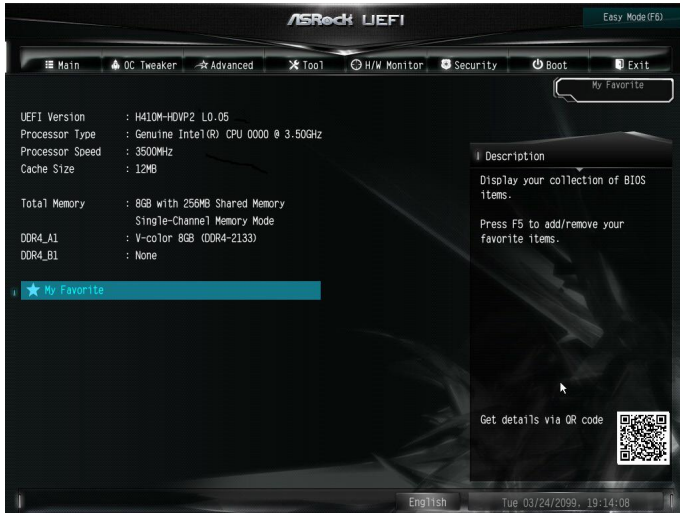 ASRock UEFI
Easy Mode(F6)
Main
OC Tweaker
Advanced
Tool
H/W Monitor
Security
Boot
Exit
My Favorite
UEFI Version : H410M-HDVP2 L0.05
Processor Type : Genuine Intel(R) CPU 0000 @ 3.50GHz
Processor Speed : 3500MHz
Cache Size : 12MB
Total Memory : 8GB with 256MB Shared Memory
Single-Channel Memory Mode
DDR4_A1 : V-color 8GB (DDR4-2133)
DDR4_B1 : None
My Favorite
Description
Display your collection of BIOS
items.
Press F5 to add/remove your
favorite items.
Get details via QR code
English
Tue 03/24/2099. 19:14:08